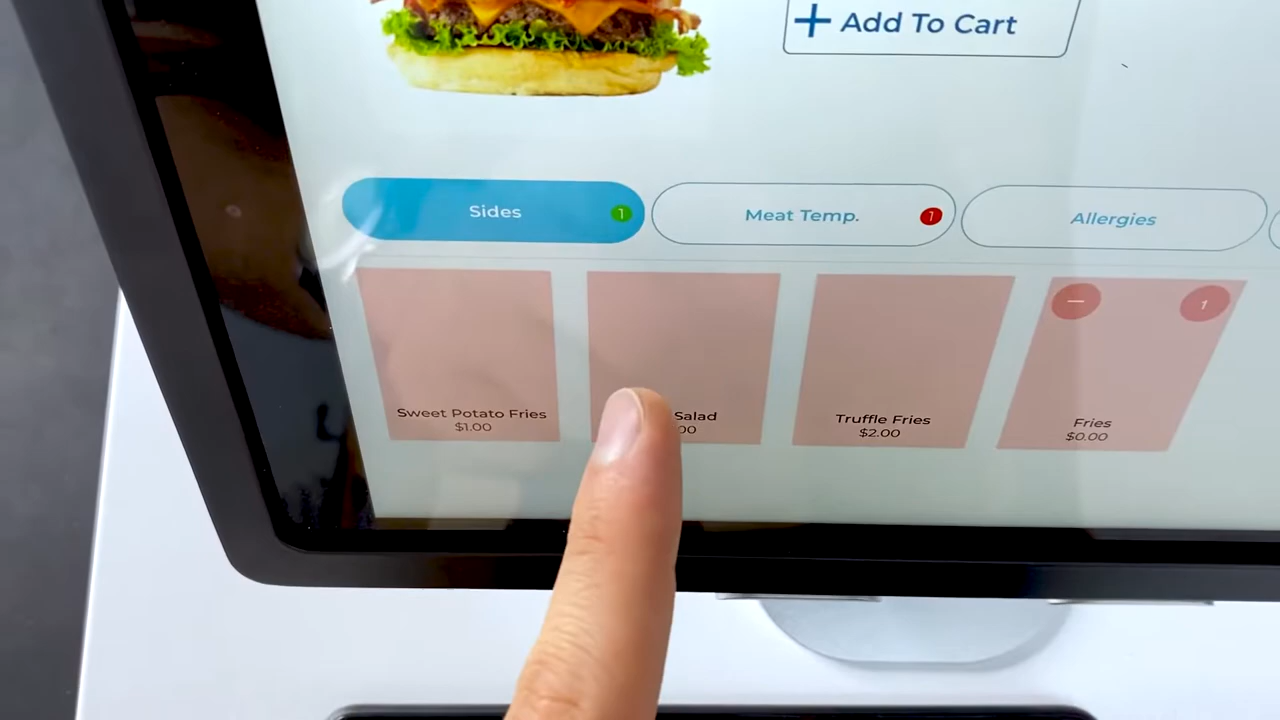 + Add To Cart
Sides 1
Meat Temp. 1
Allergies
Sweet Potato Fries
$1.00
Salad
00
Truffle Fries
$2.00
— 1
Fries
$0.00